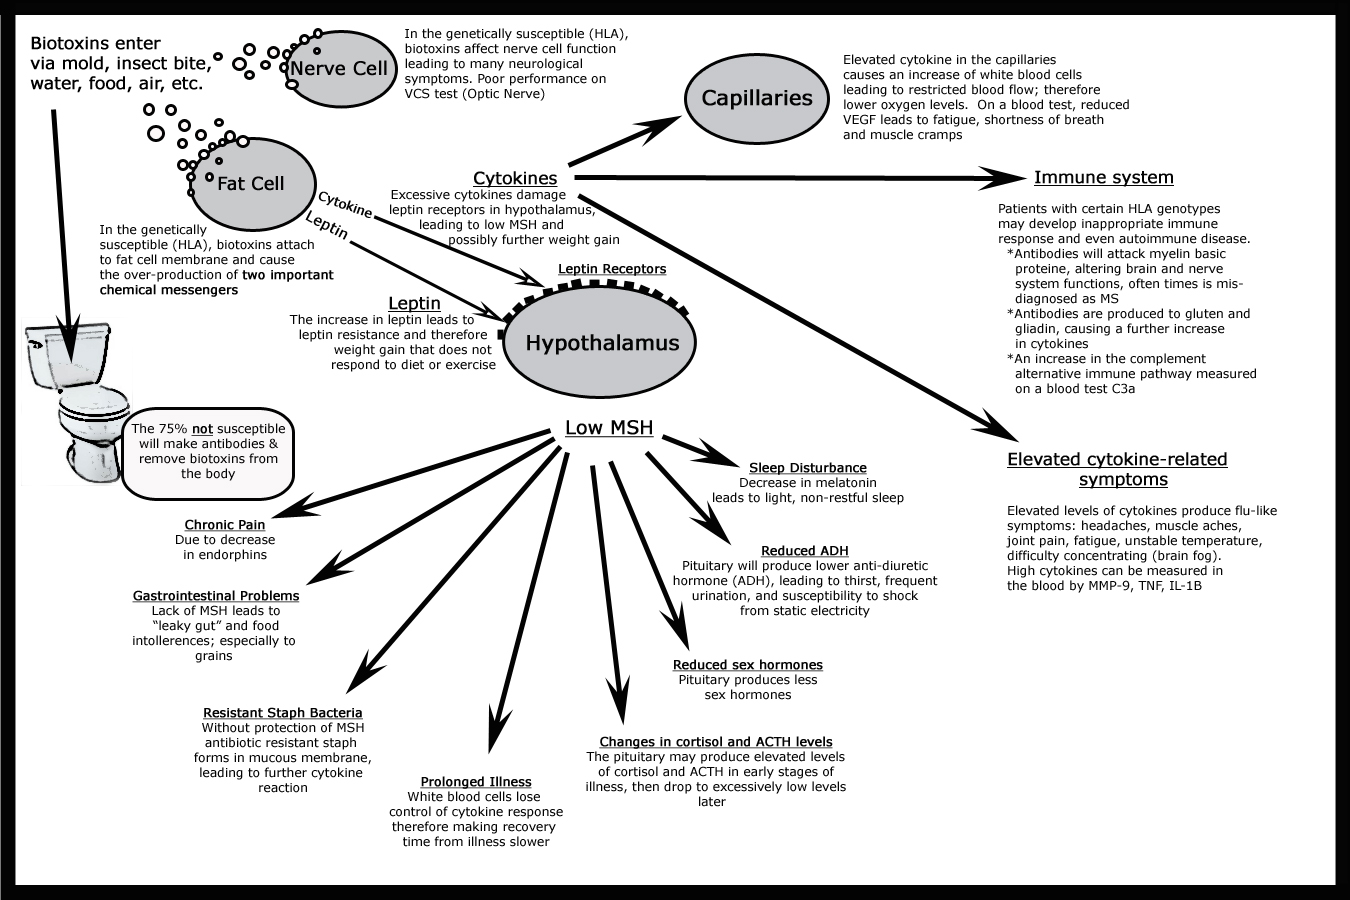 Biotoxins enter
via mold, insect bite,
water, food, air, etc.
Nerve Cell
In the genetically susceptible (HLA),
biotoxins affect nerve cell function
leading to many neurological
symptoms. Poor performance on
VCS test (Optic Nerve)
Capillaries
Elevated cytokine in the capillaries
causes an increase of white blood cells
leading to restricted blood flow; therefore
lower oxygen levels.  On a blood test, reduced
VEGF leads to fatigue, shortness of breath
and muscle cramps
Fat Cell
Cytokine
Leptin
In the genetically
susceptible (HLA), biotoxins attach
to fat cell membrane and cause
the over-production of two important
chemical messengers
Cytokines
Excessive cytokines damage
leptin receptors in hypothalamus,
leading to low MSH and
possibly further weight gain
Immune system
Patients with certain HLA genotypes
may develop inappropriate immune
response and even autoimmune disease.
*Antibodies will attack myelin basic
proteine, altering brain and nerve
system functions, often times is mis-
diagnosed as MS
*Antibodies are produced to gluten and
gliadin, causing a further increase
in cytokines
*An increase in the complement
alternative immune pathway measured
on a blood test C3a
Leptin Receptors
Leptin
The increase in leptin leads to
leptin resistance and therefore
weight gain that does not
respond to diet or exercise
Hypothalamus
The 75% not susceptible
will make antibodies &
remove biotoxins from
the body
Low MSH
Elevated cytokine-related
symptoms
Elevated levels of cytokines produce flu-like
symptoms: headaches, muscle aches,
joint pain, fatigue, unstable temperature,
difficulty concentrating (brain fog).
High cytokines can be measured in
the blood by MMP-9, TNF, IL-1B
Sleep Disturbance
Decrease in melatonin
leads to light, non-restful sleep
Chronic Pain
Due to decrease
in endorphins
Reduced ADH
Pituitary will produce lower anti-diuretic
hormone (ADH), leading to thirst, frequent
urination, and susceptibility to shock
from static electricity
Gastrointestinal Problems
Lack of MSH leads to
“leaky gut” and food
intollerences; especially to
grains
Reduced sex hormones
Pituitary produces less
sex hormones
Resistant Staph Bacteria
Without protection of MSH
antibiotic resistant staph
forms in mucous membrane,
leading to further cytokine
reaction
Changes in cortisol and ACTH levels
The pituitary may produce elevated levels
of cortisol and ACTH in early stages of
illness, then drop to excessively low levels
later
Prolonged Illness
White blood cells lose
control of cytokine response
therefore making recovery
time from illness slower